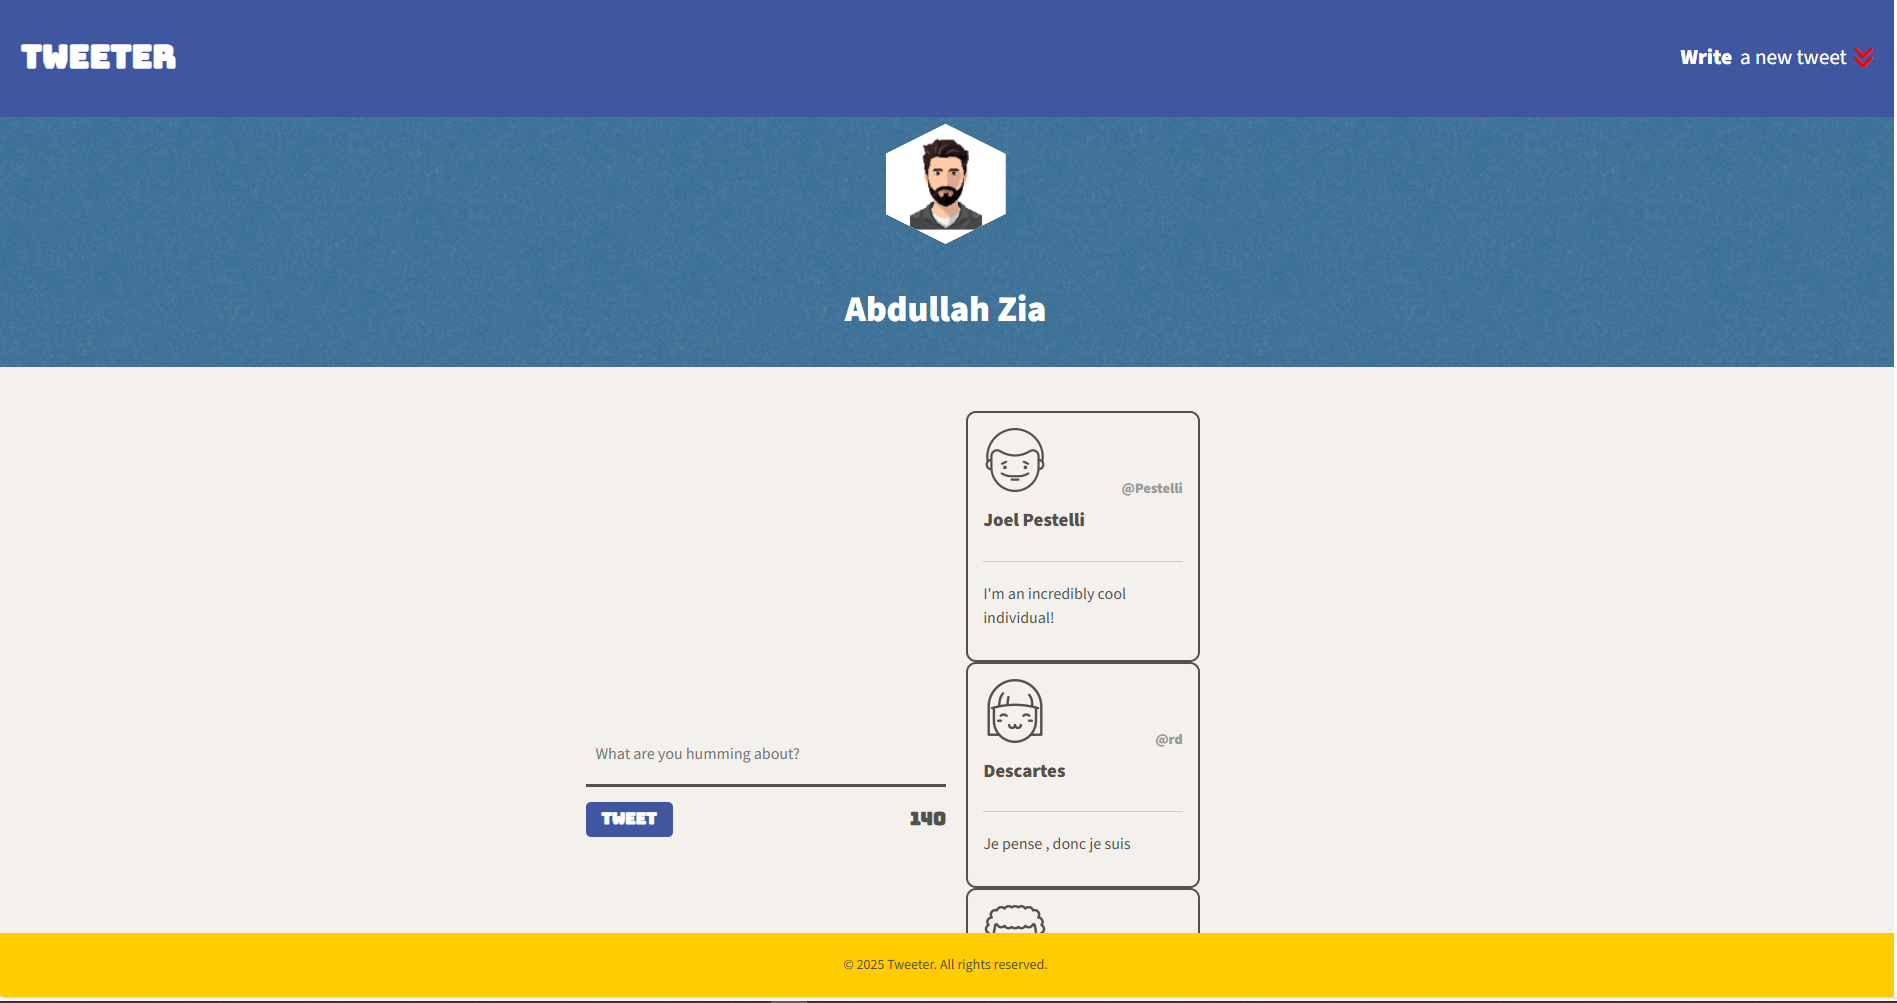 TWEETER
Write a new tweet
Abdullah Zia
@Pestelli
Joel Pestelli
I'm an incredibly cool
individual!
@rd
Descartes
Je pense , donc je suis
What are you humming about?
TWEET
140
© 2025 Tweeter. All rights reserved.